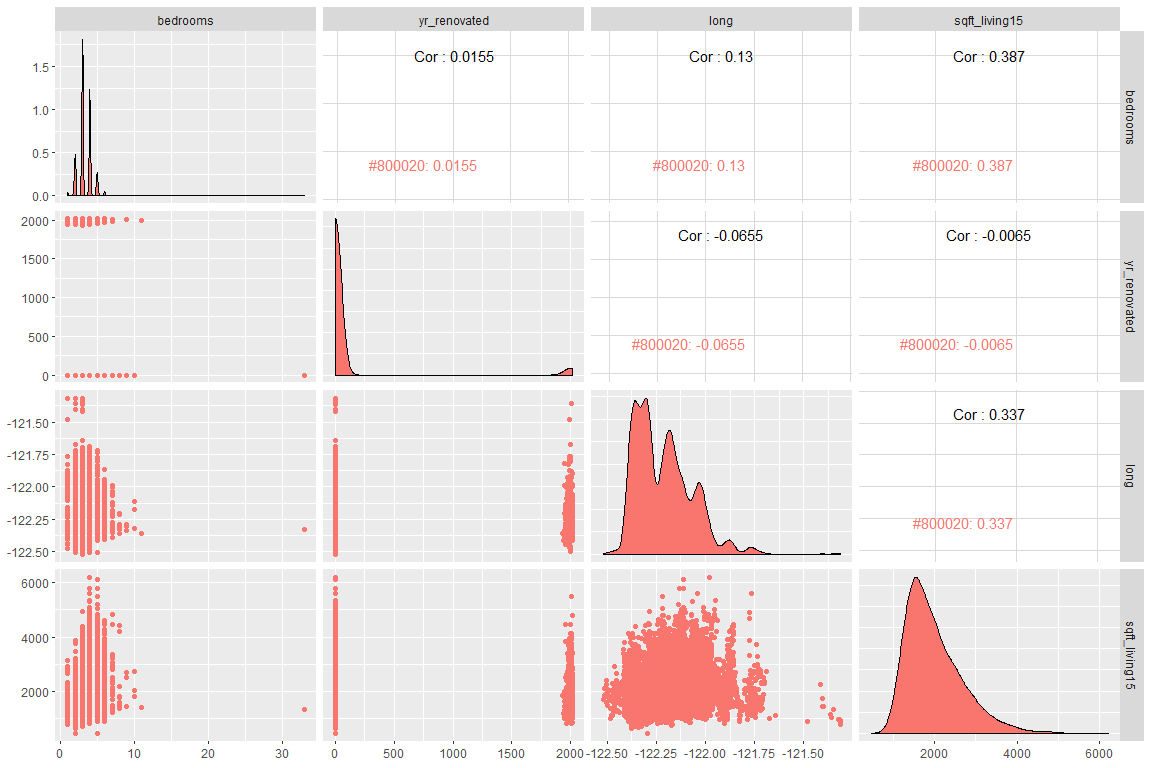 bedrooms yr_renovated long sqft_living15
1.5
1.0
0.5
0.0
Cor : 0.0155
#800020: 0.0155
Cor : 0.13
#800020: 0.13
Cor : 0.387
#800020: 0.387
bedrooms
2000
1500
1000
500
0
Cor : -0.0655
#800020: -0.0655
Cor : -0.0065
#800020: -0.0065
yr_renovated
-121.50
-121.75
-122.00
-122.25
-122.50
Cor : 0.337
#800020: 0.337
long
6000
4000
2000
sqft_living15
0 10 20 30
0 500 1000 1500 2000
-122.50 -122.25 -122.00 -121.75 -121.50
2000 4000 6000